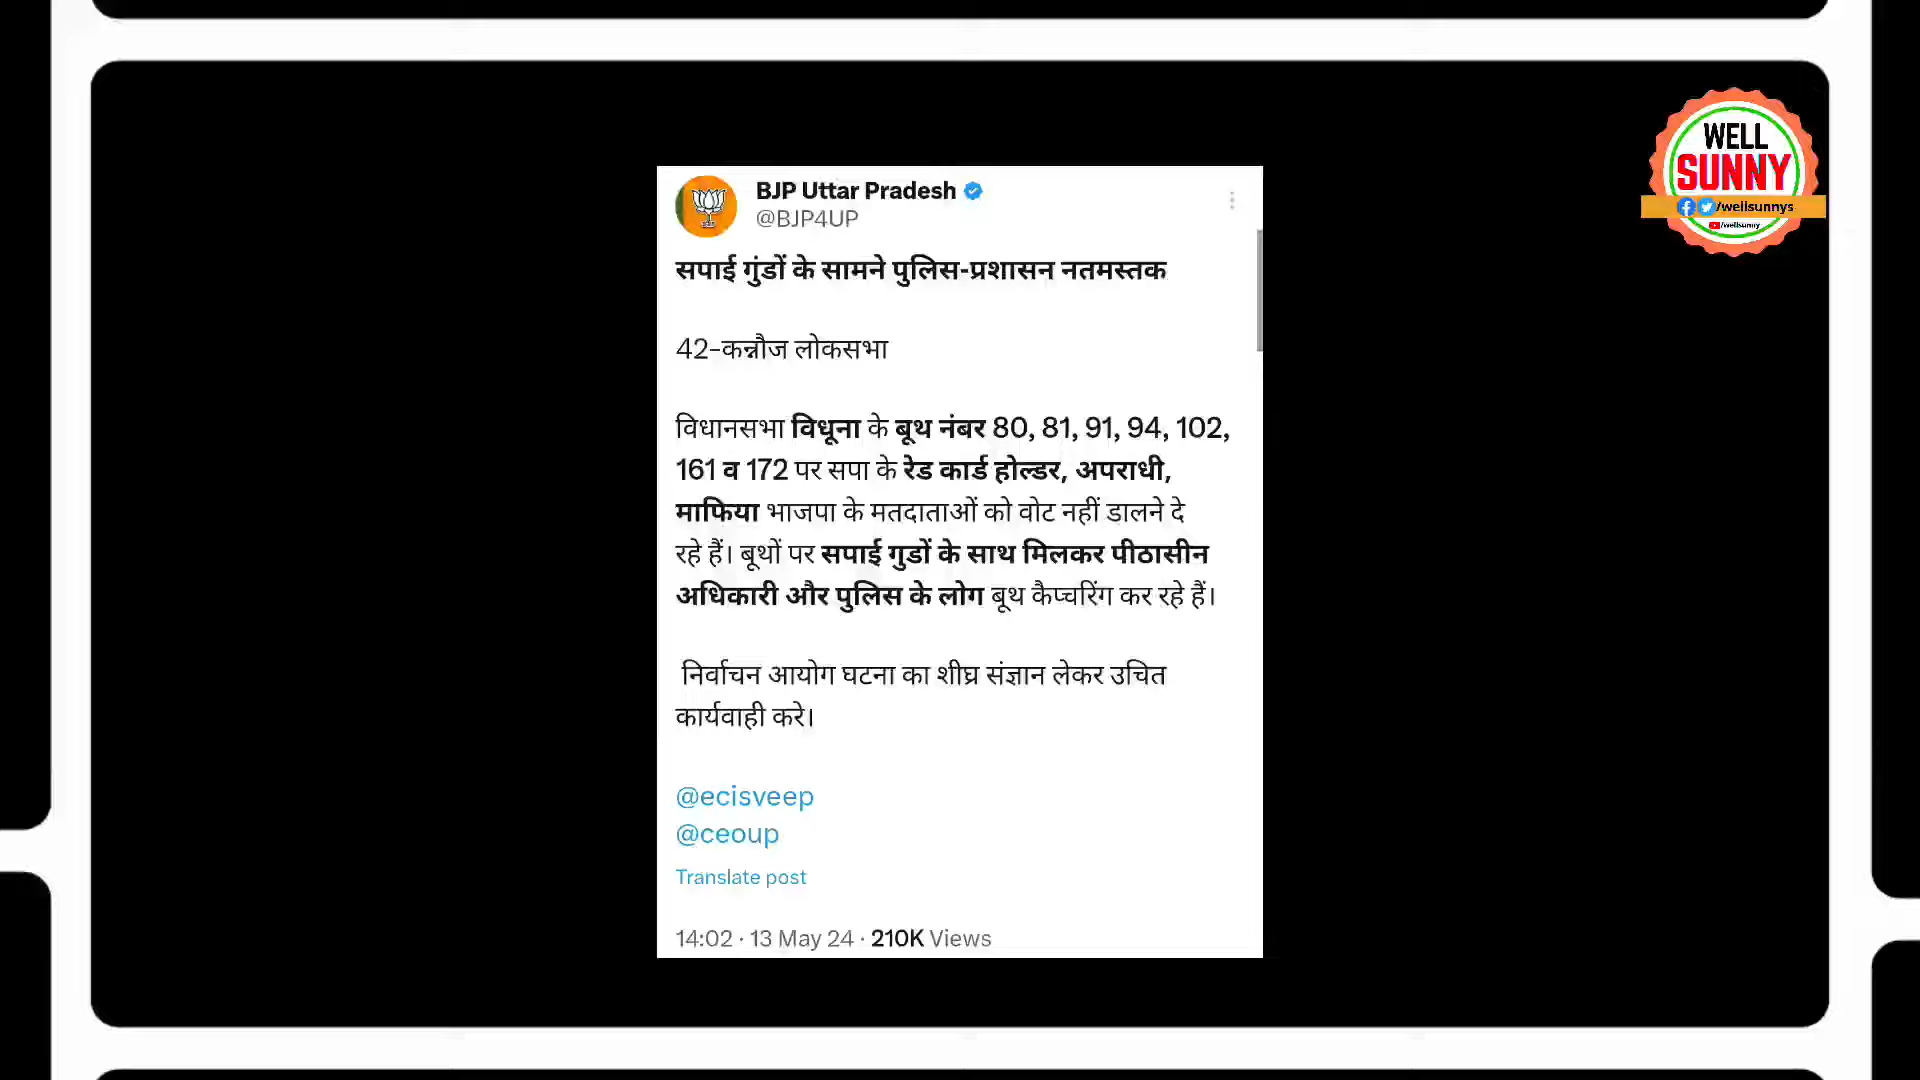 BJP Uttar Pradesh
@BJP4UP
सपाई गुंडों के सामने पुलिस-प्रशासन नतमस्तक
42-कन्नौज लोकसभा
विधानसभा विधूना के बूथ नंबर 80, 81, 91, 94, 102,
161 व 172 पर सपा के रेड कार्ड होल्डर, अपराधी,
माफिया भाजपा के मतदाताओं को वोट नहीं डालने दे
रहे हैं। बूथों पर सपाई गुडों के साथ मिलकर पीठासीन
अधिकारी और पुलिस के लोग बूथ कैप्चरिंग कर रहे हैं।
निर्वाचन आयोग घटना का शीघ्र संज्ञान लेकर उचित
कार्यवाही करे।
@ecisveep
@ceoup
Translate post
14:02 · 13 May 24 · 210K Views
WELL
SUNNY
/wellsunnys
/wellsunny